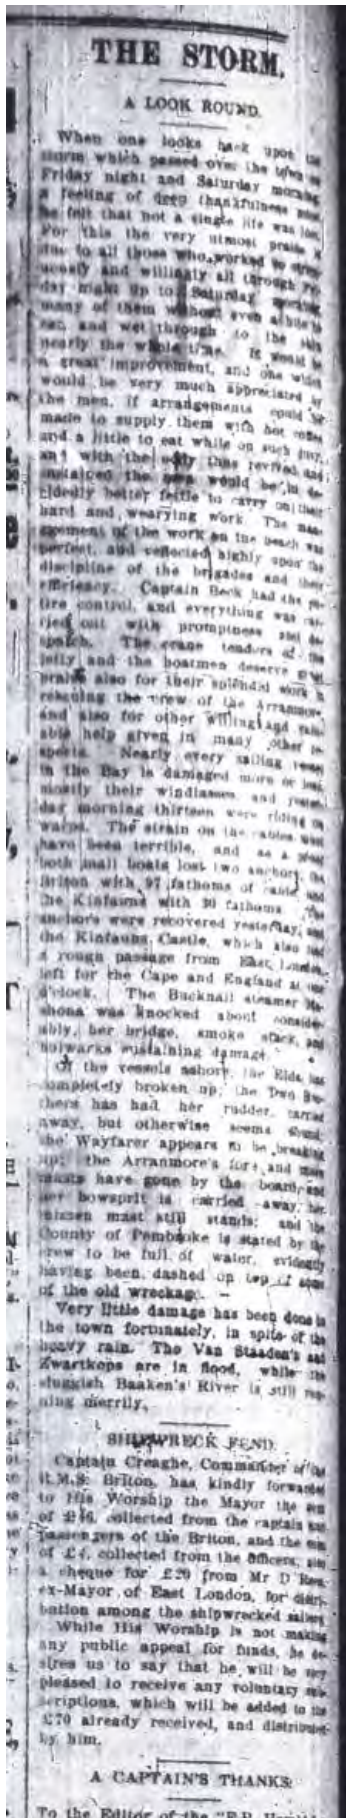 THE STORM.
A LOOK ROUND.
When one looks back upon the
storm which passed over the town on
Friday night and Saturday morning
a feeling of deep thankfulness must
be felt that not a single life was lost.
For this the very utmost praise is
due to all those who worked so stren-
uously and willingly all through Fri-
day night up to Saturday morning
many of them without even a bite to
eat, and wet through to the skin
nearly the whole time. It would be
a great improvement, and one which
would be very much appreciated by
the men, if arrangements could be
made to supply them with hot coffee
and a little to eat while on such duty,
and with the body thus revived and
sustained the men would be in de-
cidedly better fettle to carry on their
hard and wearying work. The man-
agement of the work on the beach was
perfect, and reflected highly upon the
discipline of the brigades and their
efficiency. Captain Beck had the en-
tire control, and everything was car-
ried out with promptness and de-
spatch. The crane tenders of the
jetty and the boatmen deserve great
praise also for their splendid work in
rescuing the crew of the Arranmore
and also for other willing and valu-
able help given in many other re-
spects. Nearly every sailing vessel
in the Bay is damaged more or less,
mostly their windlasses, and yester-
day morning thirteen were riding on
warps. The strain on the cables must
have been terrible, and as a
both mail boats lost two anchors, the
Briton with 97 fathoms of cable and
the Kinfauns with 30 fathoms. The
anchors were recovered yesterday, and
the Kinfauns Castle, which also had
a rough passage from East London,
left for the Cape and England at one
o'clock. The Bucknall steamer
was knocked about consider-
ably, her bridge, smoke stack, and
bulwarks sustaining damage.
Of the vessels ashore, the Elda has
completely broken up; the Two Bro-
thers has had her rudder carried
away, but otherwise seems sound;
the Wayfarer appears to be breaking
up; the Arranmore's fore and main
masts have gone by the board, and
her bowsprit is carried away; her
mizzen mast still stands; and the
County of Pembroke is stated by the
crew to be full of water, evidently
having been dashed on top of some
of the old wreckage.
Very little damage has been done in
the town fortunately, in spite of the
heavy rain. The Van Staaden's and
Zwartkops are in flood, while the
sluggish Baaken's River is still run-
ning merrily.
SHIPWRECK FUND.
Captain Creaghe, Commander of the
R.M.S. Briton, has kindly forwarded
to His Worship the Mayor the sum
of collected from the captain and
passengers of the Briton, and the sum
of £4, collected from the Officers, also
a cheque for £20 from Mr D Rees,
ex-Mayor of East London, for distri-
bution among the shipwrecked sailors.
While His Worship is not making
any public appeal for funds, he de-
sires us to say that he will be very
pleased to receive any voluntary sub-
scriptions, which will be added to the
£70 already received, and distributed
by him.
A CAPTAIN'S THANKS.
To the Editor of the "E.P. Herald"